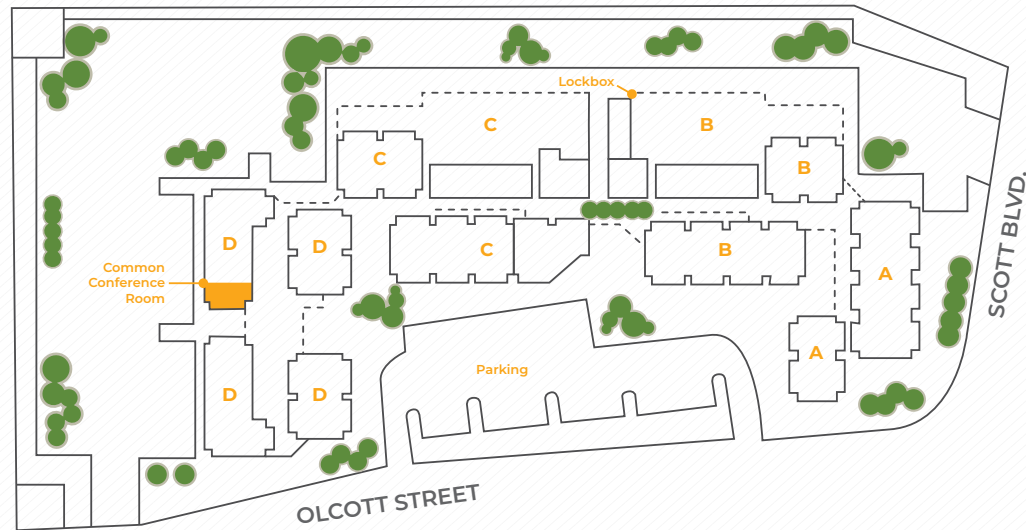 Lockbox
C
B
C
B
D
D
C
B
A
Common
Conference
Room
SCOTT BLVD.
A
Parking
D
D
OLCOTT STREET